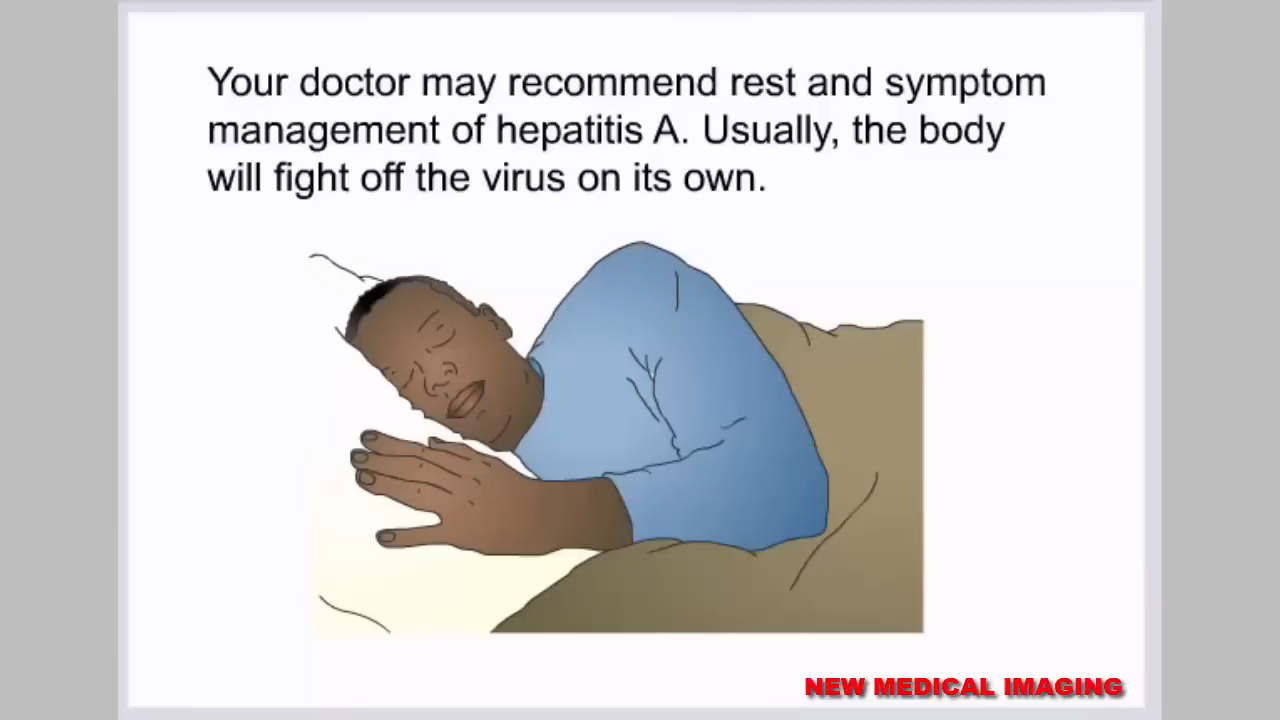 Your doctor may recommend rest and symptom
management of hepatitis A. Usually, the body
will fight off the virus on its own.
NEW MEDICAL IMAGING